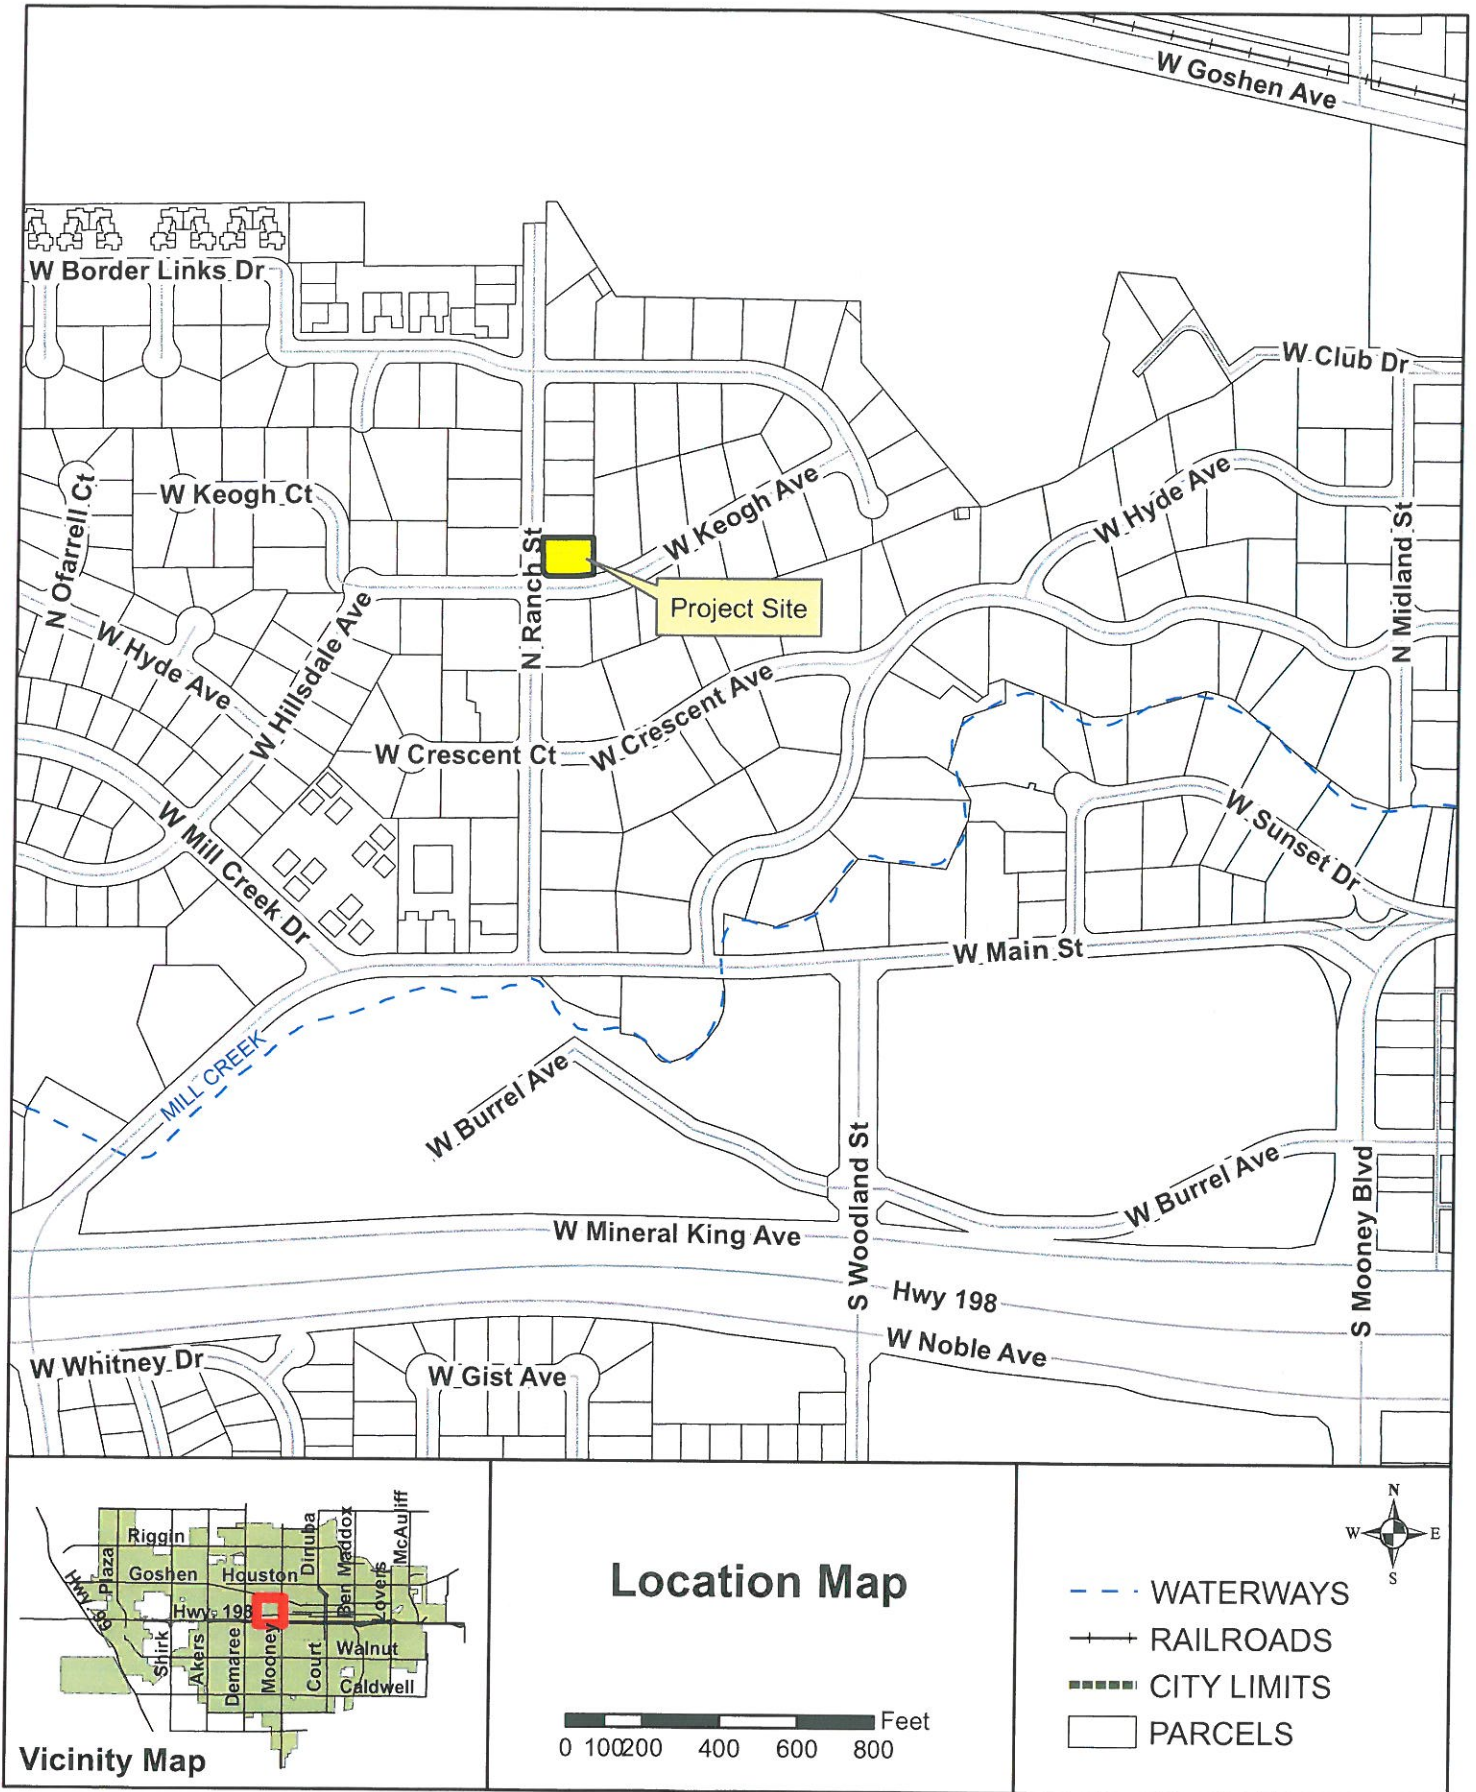 W Goshen Ave
W Border Links Dr
W Club Dr
W Keogh Ct
N Ofarrell Ct
W Keogh Ave
W Hyde Ave
N Midland St
N Ranch St
Project Site
W Hyde Ave
W Hillsdale Ave
W Crescent Ct
W Crescent Ave
W Mill Creek Dr
W Sunset Dr
W Main St
MILL CREEK
W Burrel Ave
S Woodland St
W Burrel Ave
S Mooney Blvd
W Mineral King Ave
Hwy 198
W Noble Ave
W Whitney Dr
W Gist Ave
Riggin
Plaza
Goshen
Houston
Dinuba
Ben Maddox
McAuliff
Lovers
Hwy 99
Hwy 198
Shirk
Akers
Demaree
Mooney
Court
Walnut
Caldwell
Vicinity Map
Location Map
Feet
0 100 200 400 600 800
N
W E
S
WATERWAYS
RAILROADS
CITY LIMITS
PARCELS